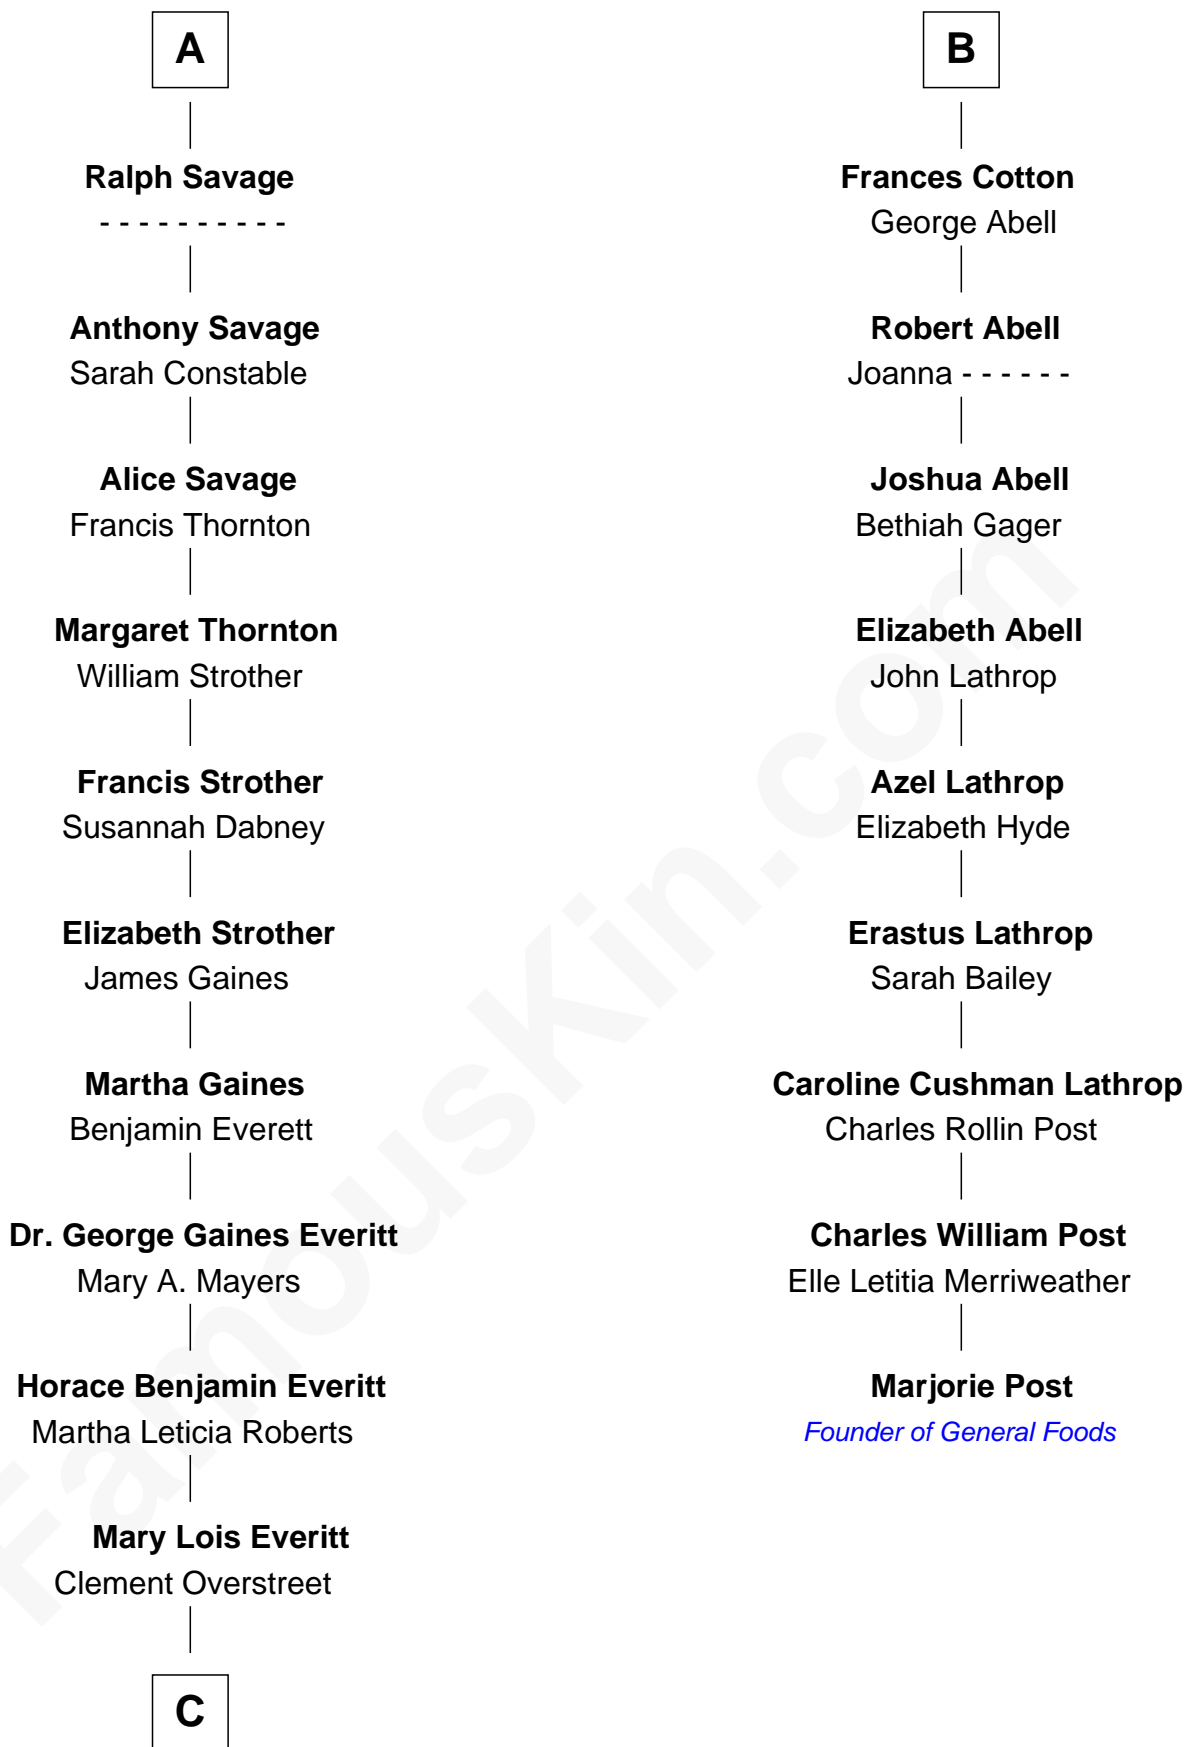 A
Ralph Savage
- - - - - - - - - -
Anthony Savage
Sarah Constable
Alice Savage
Francis Thornton
Margaret Thornton
William Strother
Francis Strother
Susannah Dabney
Elizabeth Strother
James Gaines
Martha Gaines
Benjamin Everett
Dr. George Gaines Everitt
Mary A. Mayers
Horace Benjamin Everitt
Martha Leticia Roberts
Mary Lois Everitt
Clement Overstreet
C
B
Frances Cotton
George Abell
Robert Abell
Joanna - - - - - -
Joshua Abell
Bethiah Gager
Elizabeth Abell
John Lathrop
Azel Lathrop
Elizabeth Hyde
Erastus Lathrop
Sarah Bailey
Caroline Cushman Lathrop
Charles Rollin Post
Charles William Post
Elle Letitia Merriweather
Marjorie Post
Founder of General Foods
FamousKin.com